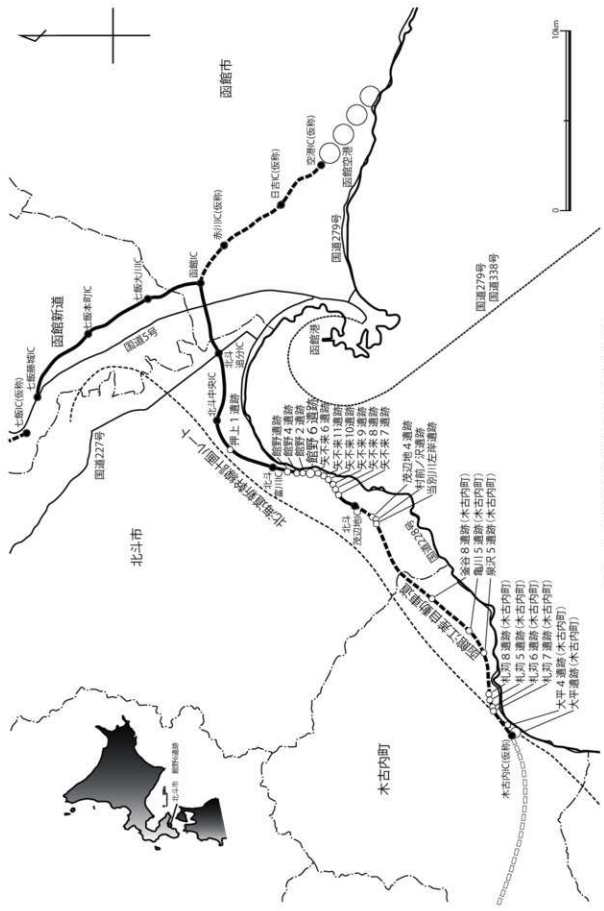 函館市
七飯IC(仮称)
七飯藤城IC
函館新道
七飯本町IC
七飯大川IC
国道5号
函館IC
赤川IC(仮称)
日吉IC(仮称)
空港IC(仮称)
函館空港
国道279号
国道227号
北海道新幹線計画ルート
北斗中央IC
北斗
追分IC
函館港
国道279号
国道338号
10km
0
北斗市
押上1遺跡
北斗
富川IC
館野遺跡
館野4遺跡
館野2遺跡
館野6遺跡
矢不来6遺跡
矢不来11遺跡
矢不来10遺跡
矢不来9遺跡
矢不来8遺跡
矢不来7遺跡
北斗
茂辺地IC
茂辺地4遺跡
村前ノ沢遺跡
当別川左岸遺跡
国道228号
函館江差自動車道
釜谷8遺跡(木古内町)
亀川5遺跡(木古内町)
泉沢5遺跡(木古内町)
札苅8遺跡(木古内町)
札苅5遺跡(木古内町)
札苅6遺跡(木古内町)
札苅7遺跡(木古内町)
大平4遺跡(木古内町)
大平遺跡(木古内町)
木古内IC(仮称)
木古内町
北斗市 館野6遺跡